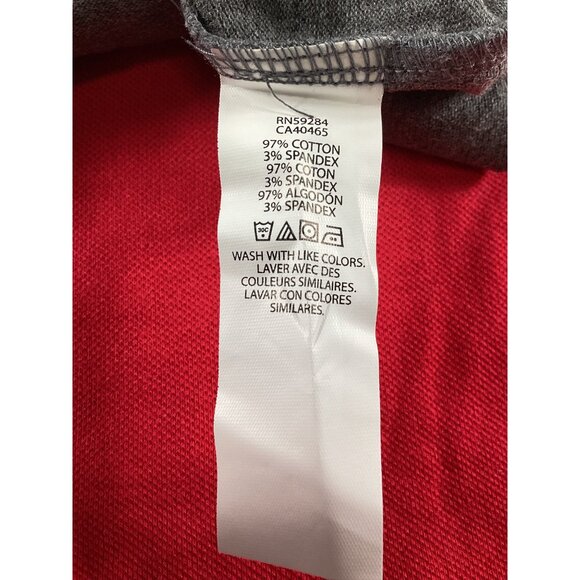 RN59284
CA40465
97% COTTON
3% SPANDEX
97% COTON
3% SPANDEX
97% ALGODÓN
3% SPANDEX
30C
WASH WITH LIKE COLORS.
LAVER AVEC DES
COULEURS SIMILAIRES.
LAVAR CON COLORES
SIMILARES.